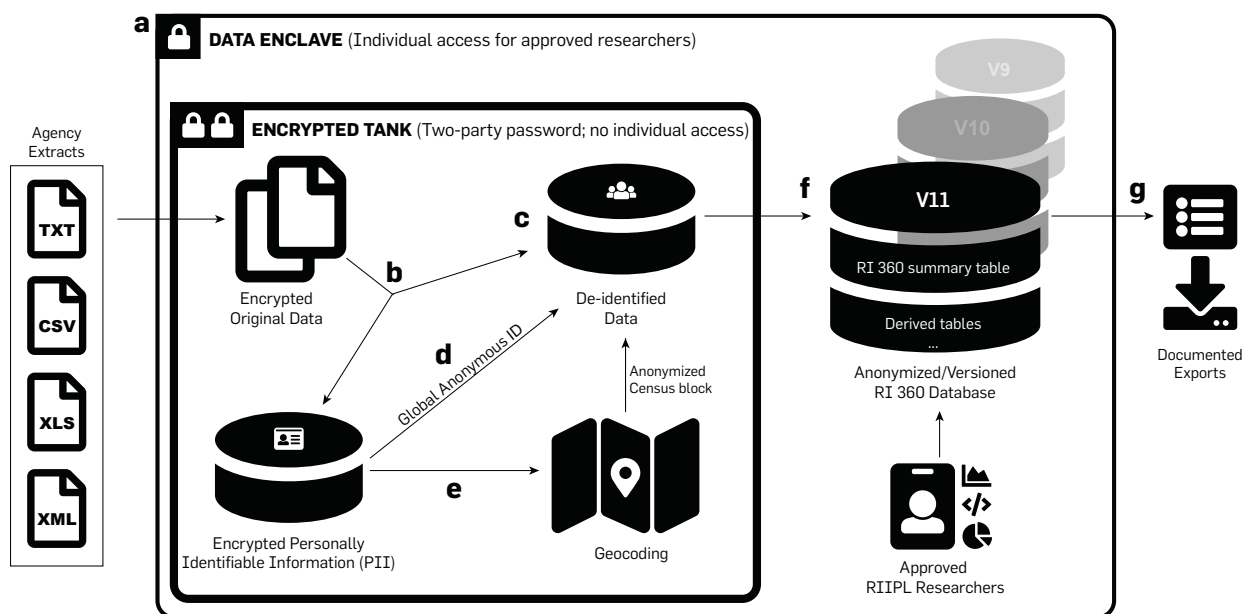 a
DATA ENCLAVE (Individual access for approved researchers)
V9
V10
V11
RI 360 summary table
Derived tables
...
Anonymized/Versioned
RI 360 Database
Agency
Extracts
TXT
CSV
XLS
XML
ENCRYPTED TANK (Two-party password; no individual access)
Encrypted
Original Data
b
c
De-identified
Data
d
Global Anonymous ID
Anonymized
Census block
e
Encrypted Personally
Identifiable Information (PII)
Geocoding
f
g
Documented
Exports
</>
Approved
RIIPL Researchers